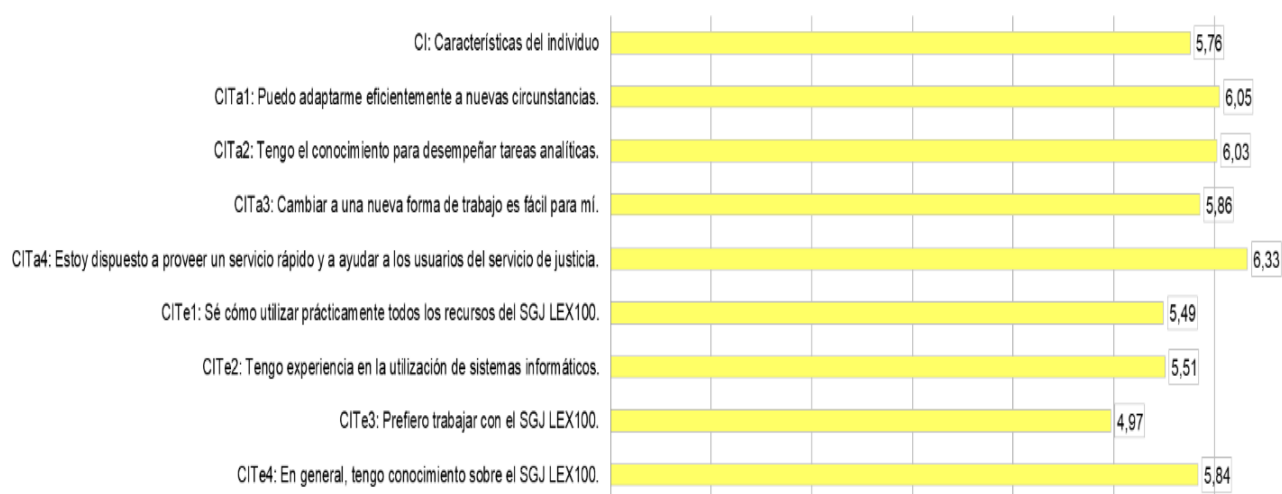 CI: Características del individuo 5,76
CITa1: Puedo adaptarme eficientemente a nuevas circunstancias. 6,05
CITa2: Tengo el conocimiento para desempeñar tareas analíticas. 6,03
CITa3: Cambiar a una nueva forma de trabajo es fácil para mí. 5,86
CITa4: Estoy dispuesto a proveer un servicio rápido y a ayudar a los usuarios del servicio de justicia. 6,33
CITe1: Sé cómo utilizar prácticamente todos los recursos del SGJ LEX100. 5,49
CITe2: Tengo experiencia en la utilización de sistemas informáticos. 5,51
CITe3: Prefiero trabajar con el SGJ LEX100. 4,97
CITe4: En general, tengo conocimiento sobre el SGJ LEX100. 5,84